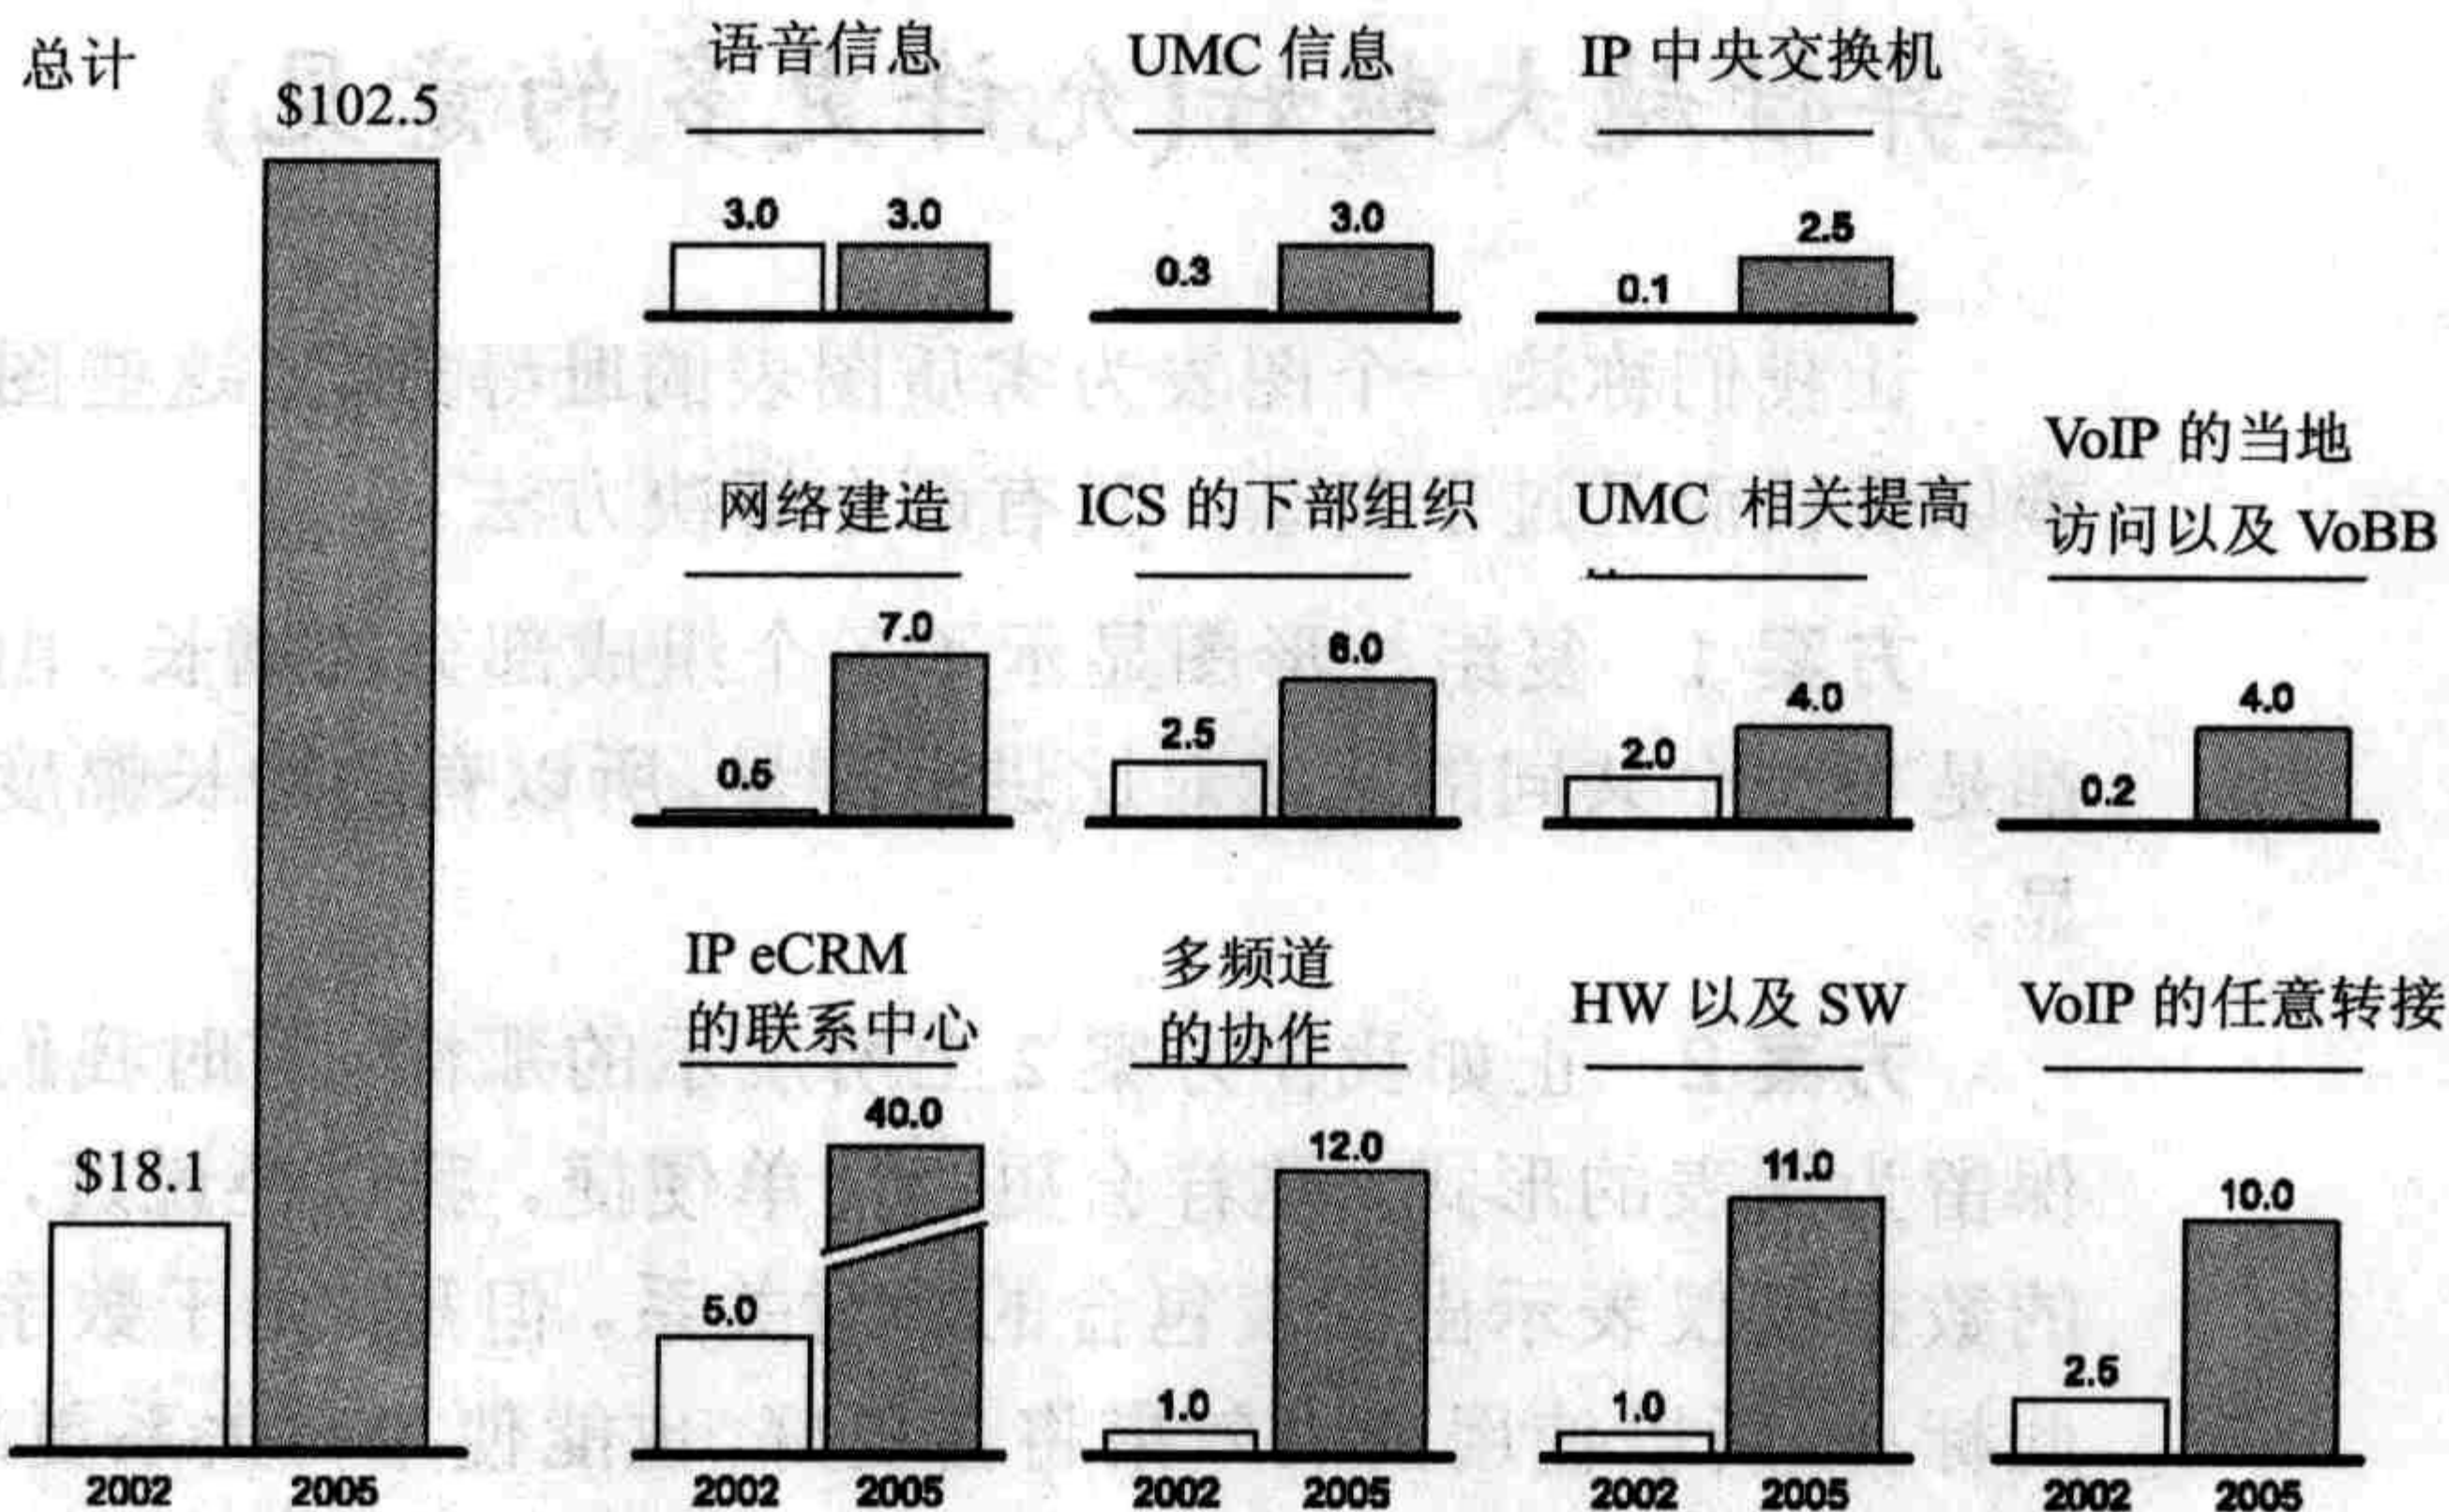 总计
$102.5
$18.1
2002 2005
语音信息
3.0 3.0
UMC 信息
0.3 3.0
IP 中央交换机
0.1 2.5
网络建造
0.5 7.0
ICS 的下部组织
2.5 6.0
UMC 相关提高
2.0 4.0
VoIP 的当地
访问以及 VoBB
0.2 4.0
IP eCRM
的联系中心
5.0 40.0
2002 2005
多频道
的协作
1.0 12.0
2002 2005
HW 以及 SW
1.0 11.0
2002 2005
VoIP 的任意转接
2.5 10.0
2002 2005